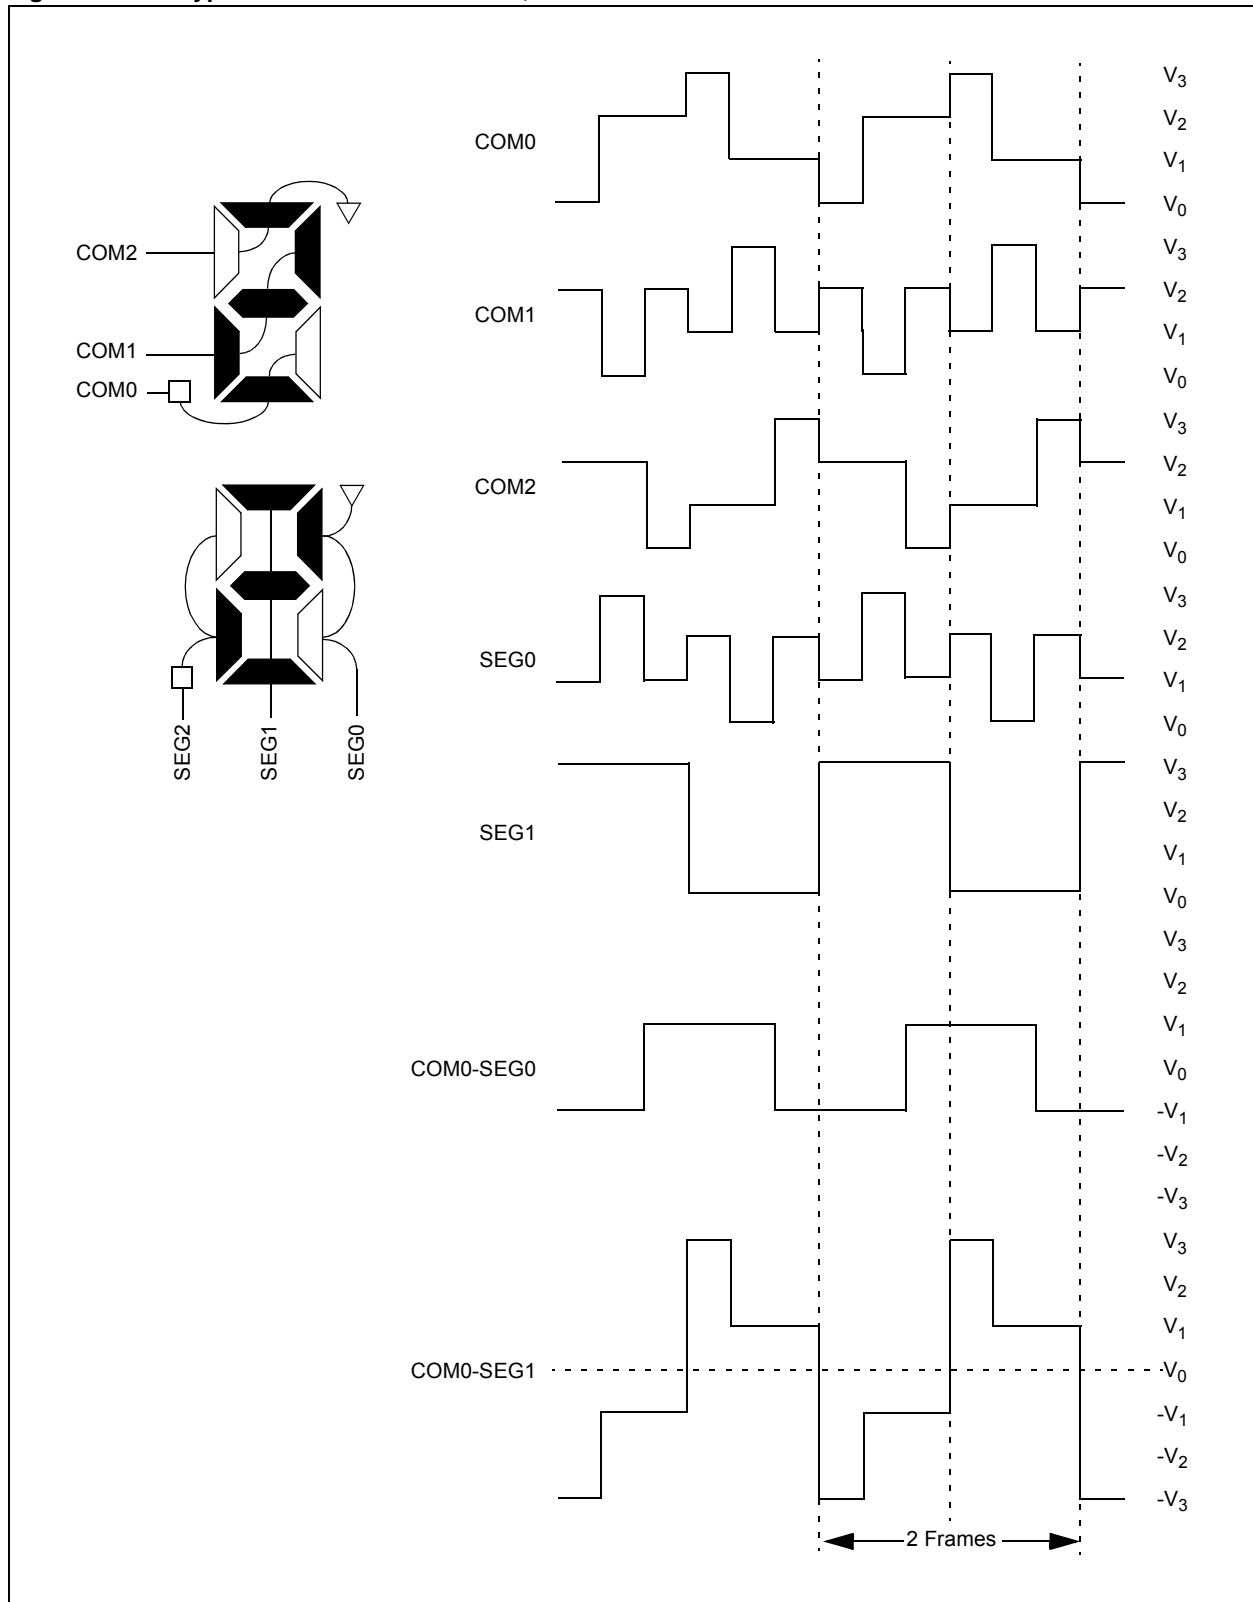 COM0
V3
V2
V1
V0
COM2
COM1
COM0
COM1
V3
V2
V1
V0
COM2
V3
V2
V1
V0
SEG2
SEG1
SEG0
SEG0
V3
V2
V1
V0
SEG1
V3
V2
V1
V0
COM0-SEG0
V3
V2
V1
V0
-V1
-V2
-V3
COM0-SEG1
V3
V2
V1
V0
-V1
-V2
-V3
2 Frames